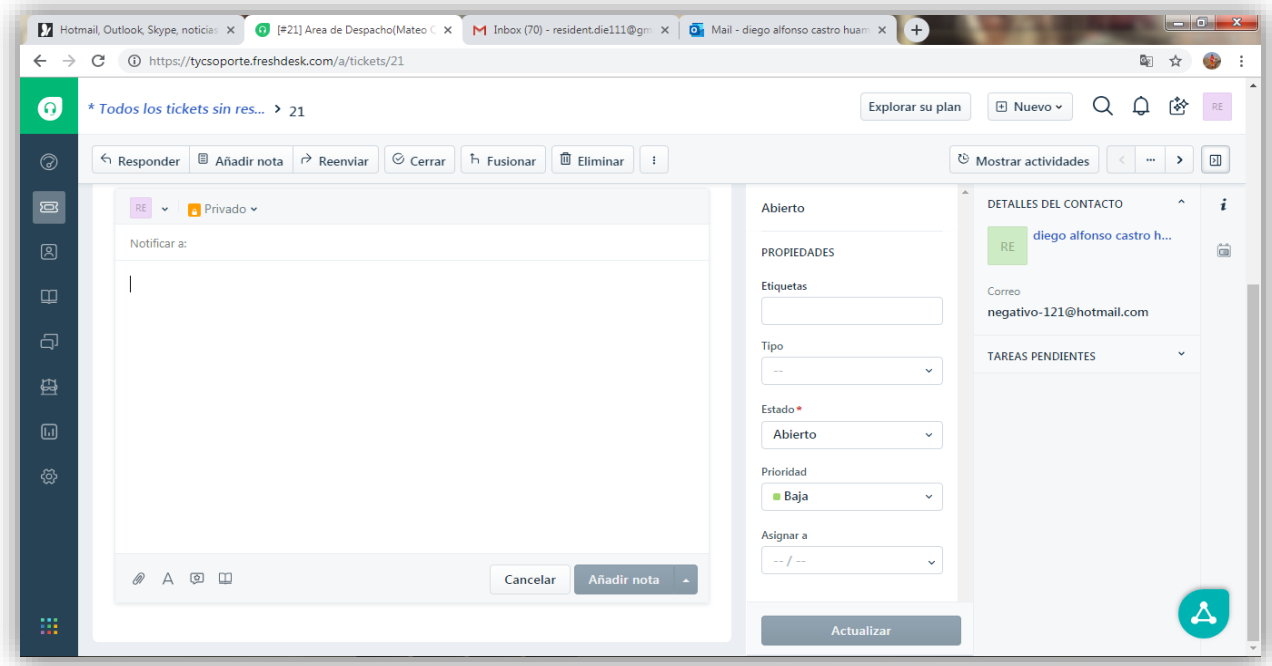 Hotmail, Outlook, Skype, noticias
[#21] Area de Despacho(Mateo C
Inbox (70) - resident.die111@gm
Mail - diego alfonso castro huam
https://tycsoporte.freshdesk.com/a/tickets/21
* Todos los tickets sin res... > 21
Explorar su plan
Nuevo
RE
Responder
Añadir nota
Reenviar
Cerrar
Fusionar
Eliminar
Mostrar actividades
RE
Privado
Notificar a:
Cancelar
Añadir nota
Abierto
PROPIEDADES
Etiquetas
Tipo
--
Estado *
Abierto
Prioridad
Baja
Asignar a
-- / --
Actualizar
DETALLES DEL CONTACTO
RE
diego alfonso castro h...
Correo
negativo-121@hotmail.com
TAREAS PENDIENTES